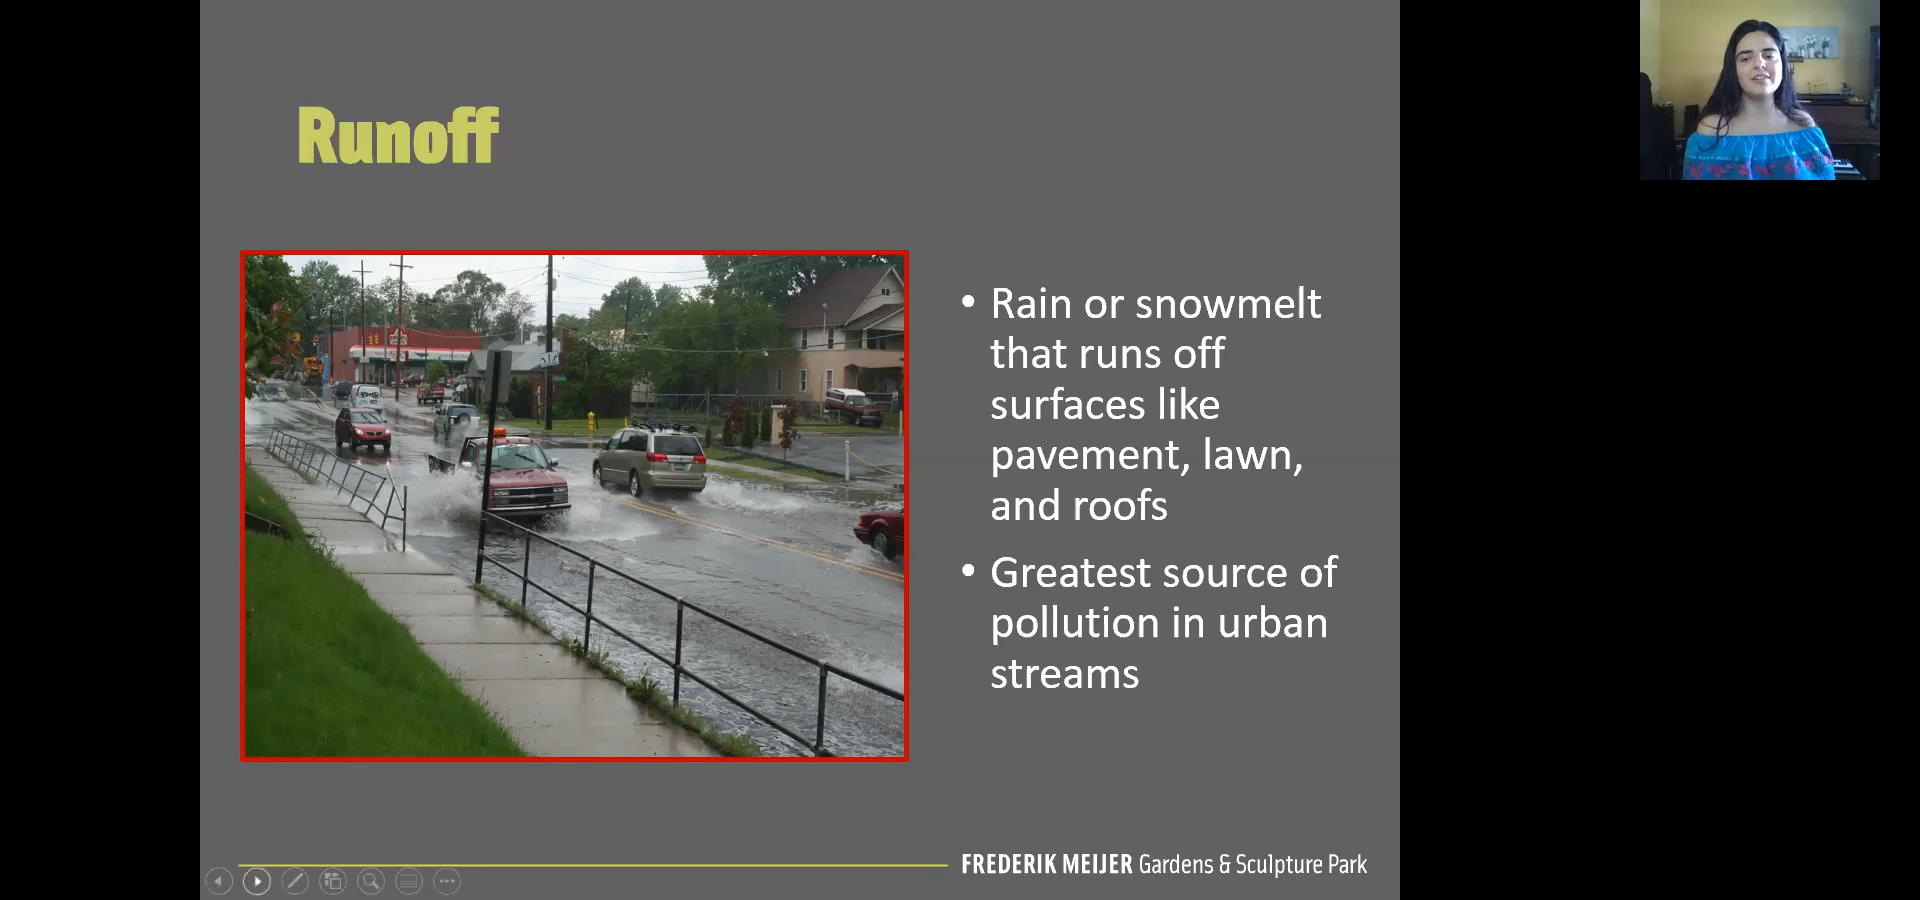 Runoff
• Rain or snowmelt
that runs off
surfaces like
pavement, lawn,
and roofs
• Greatest source of
pollution in urban
streams
FREDERIK MEIJER Gardens & Sculpture Park